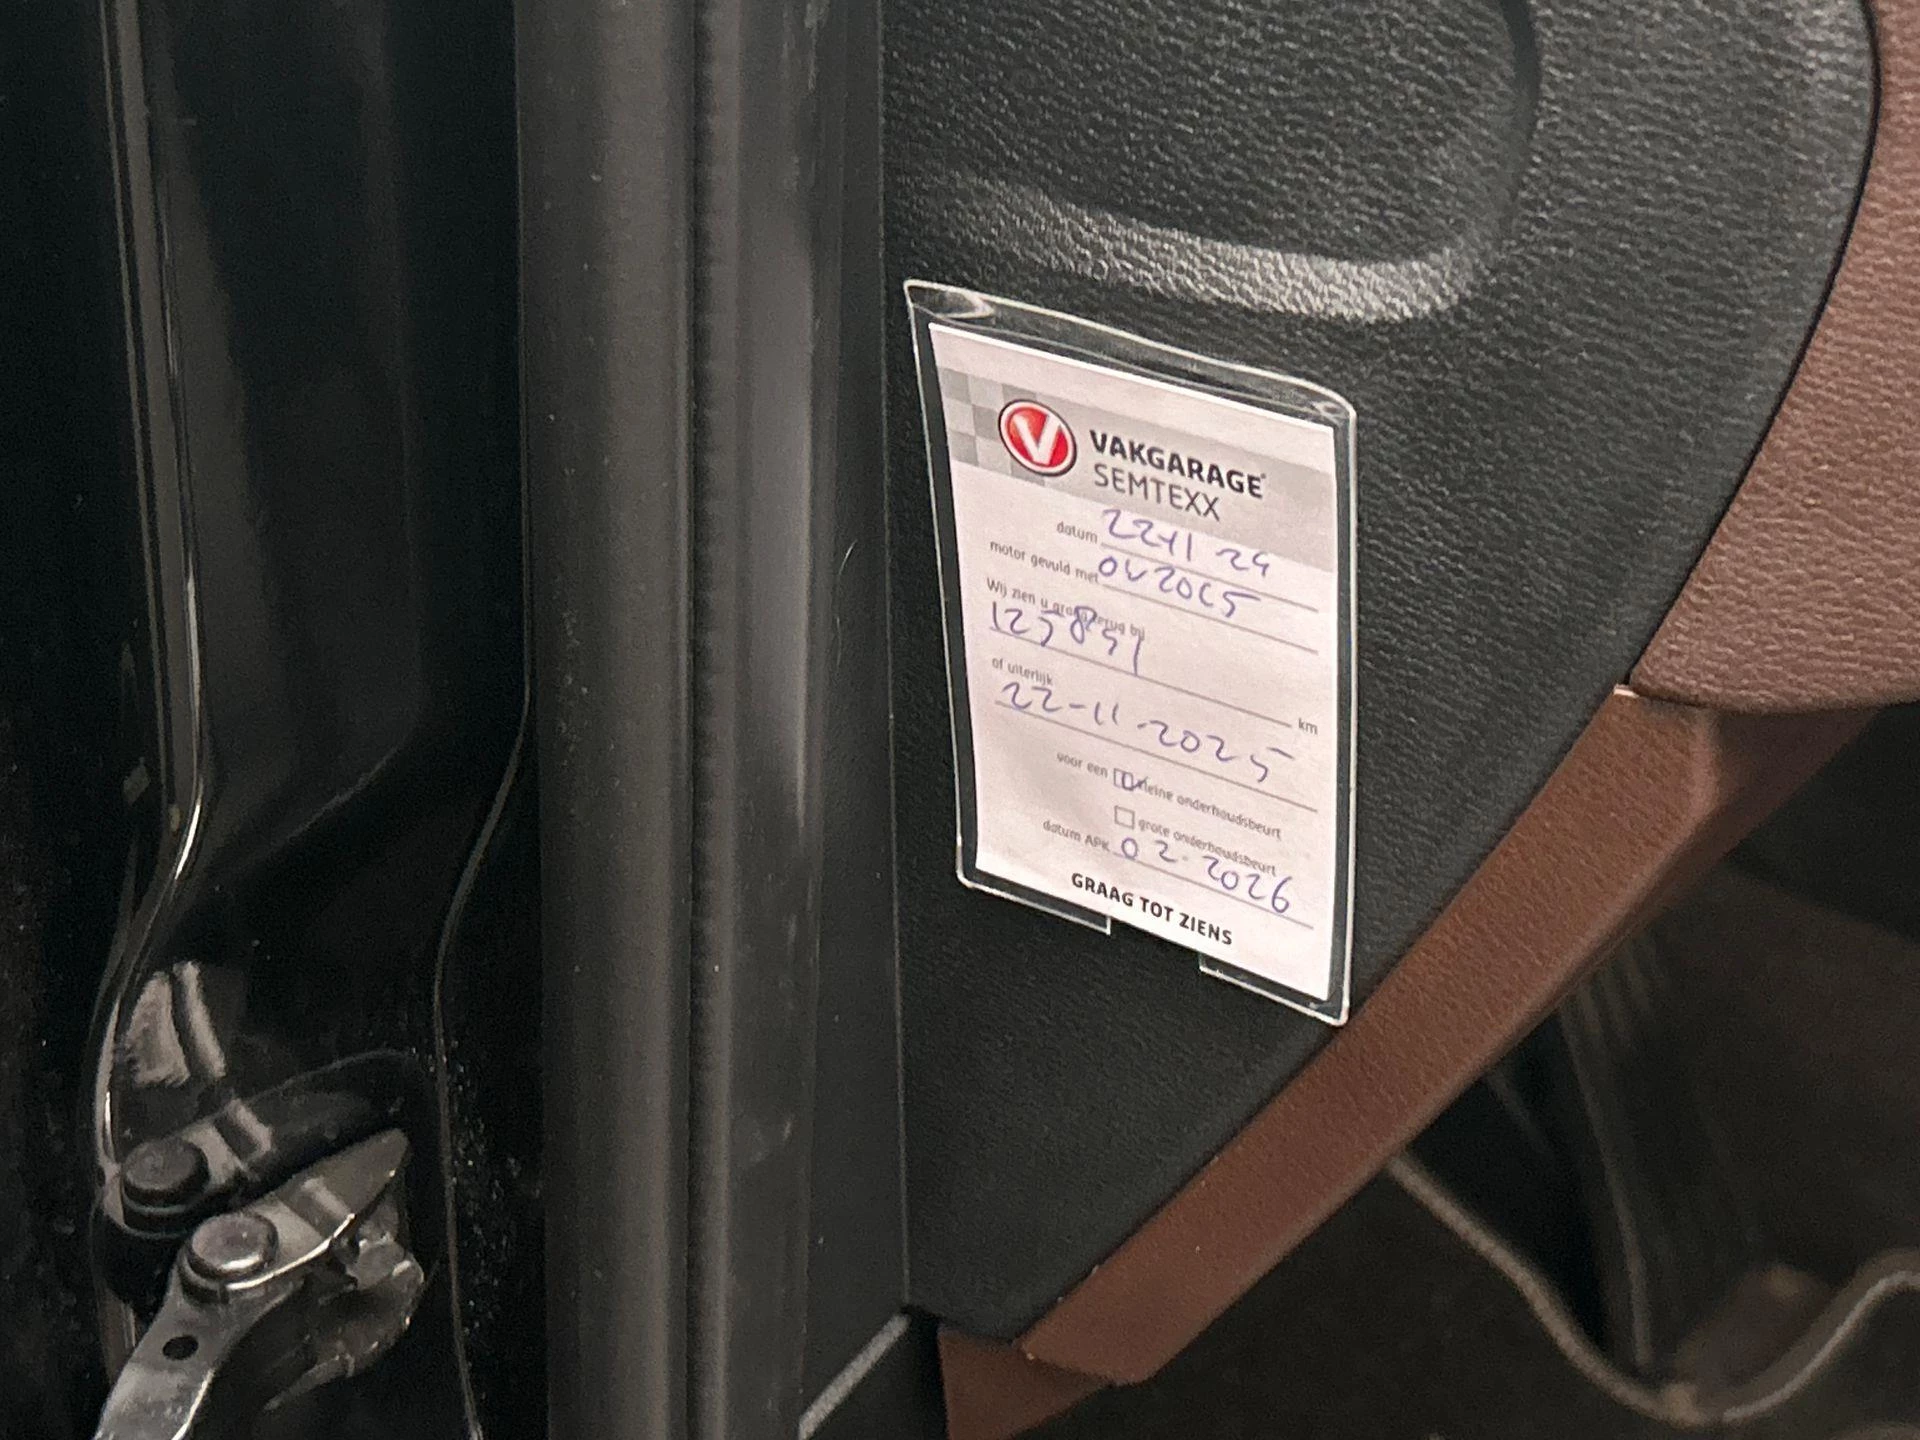 V VAKGARAGE
SEMTEXX
datum 22-11 24
motor gevuld met 0W20C5
Wij zien u graag terug bij
125851 km
of uiterlijk
22-11-2025
voor een kleine onderhoudsbeurt
grote onderhoudsbeurt
datum APK 02-2026
GRAAG TOT ZIENS